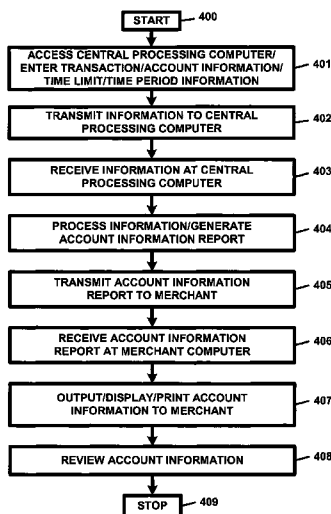 START 400
ACCESS CENTRAL PROCESSING COMPUTER/
ENTER TRANSACTION/ACCOUNT INFORMATION/
TIME LIMIT/TIME PERIOD INFORMATION 401
TRANSMIT INFORMATION TO CENTRAL
PROCESSING COMPUTER 402
RECEIVE INFORMATION AT CENTRAL
PROCESSING COMPUTER 403
PROCESS INFORMATION/GENERATE
ACCOUNT INFORMATION REPORT 404
TRANSMIT ACCOUNT INFORMATION
REPORT TO MERCHANT 405
RECEIVE ACCOUNT INFORMATION
REPORT AT MERCHANT COMPUTER 406
OUTPUT/DISPLAY/PRINT ACCOUNT
INFORMATION TO MERCHANT 407
REVIEW ACCOUNT INFORMATION 408
STOP 409